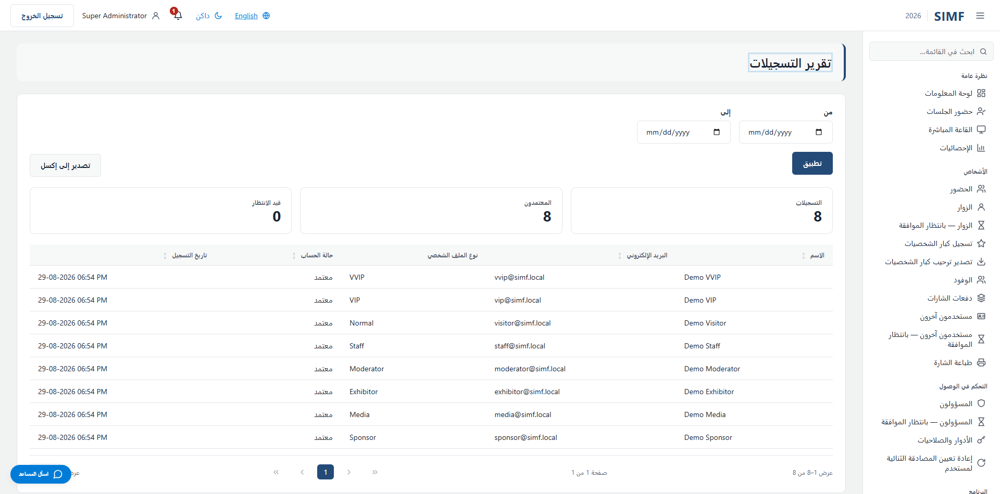 SIMF
2026
English
داكن
1
Super Administrator
تسجيل الخروج
ابحث في القائمة...
نظرة عامة
لوحة المعلومات
حضور الجلسات
القاعة المباشرة
الإحصائيات
الأشخاص
الحضور
الزوار
الزوار — بانتظار الموافقة
تسجيل كبار الشخصيات
تصدير ترحيب كبار الشخصيات
الوفود
دفعات الشارات
مستخدمون آخرون
مستخدمون آخرون — بانتظار
الموافقة
طباعة الشارة
التحكم في الوصول
المسؤولون
المسؤولون — بانتظار الموافقة
الأدوار والصلاحيات
إعادة تعيين المصادقة الثنائية
لمستخدم
البرنامج
تقرير التسجيلات
من
إلى
mm/dd/yyyy
mm/dd/yyyy
تطبيق
تصدير إلى إكسل
التسجيلات
8
المعتمدون
8
قيد الانتظار
0
الاسم البريد الإلكتروني نوع الملف الشخصي حالة الحساب تاريخ التسجيل
Demo VVIP vvip@simf.local VVIP معتمد 29-08-2026 06:54 PM
Demo VIP vip@simf.local VIP معتمد 29-08-2026 06:54 PM
Demo Visitor visitor@simf.local Normal معتمد 29-08-2026 06:54 PM
Demo Staff staff@simf.local Staff معتمد 29-08-2026 06:54 PM
Demo Moderator moderator@simf.local Moderator معتمد 29-08-2026 06:54 PM
Demo Exhibitor exhibitor@simf.local Exhibitor معتمد 29-08-2026 06:54 PM
Demo Media media@simf.local Media معتمد 29-08-2026 06:54 PM
Demo Sponsor sponsor@simf.local Sponsor معتمد 29-08-2026 06:54 PM
عرض 1–8 من 8
صفحة 1 من 1
1
اسأل المساعد